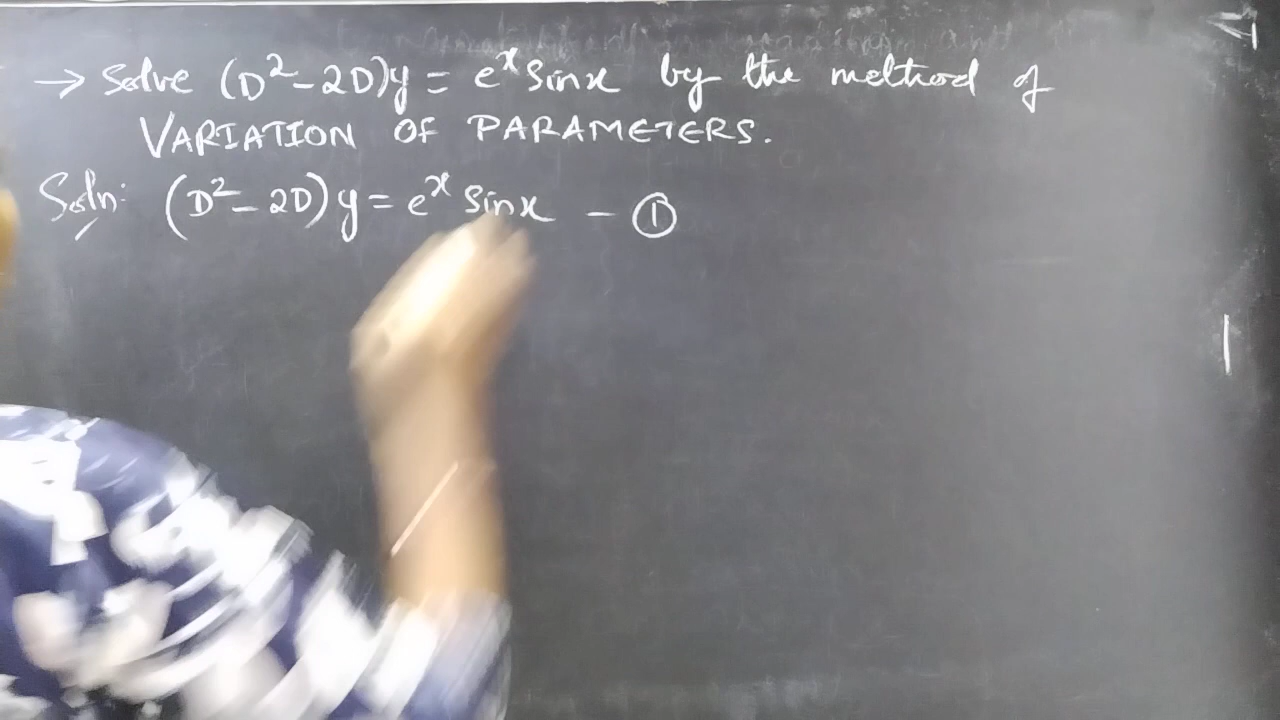 → Solve (D²-2D)y = eˣ Sinx by the method of
VARIATION OF PARAMETERS.
Soln: (D²-2D)y = eˣ Sinx - ①